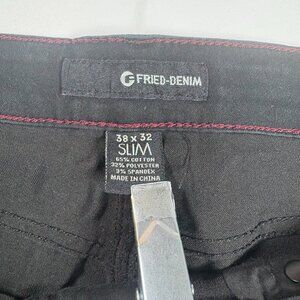 FRIED-DENIM
38 X 32
SLIM
65% COTTON
32% POLYESTER
3% SPANDEX
MADE IN CHINA